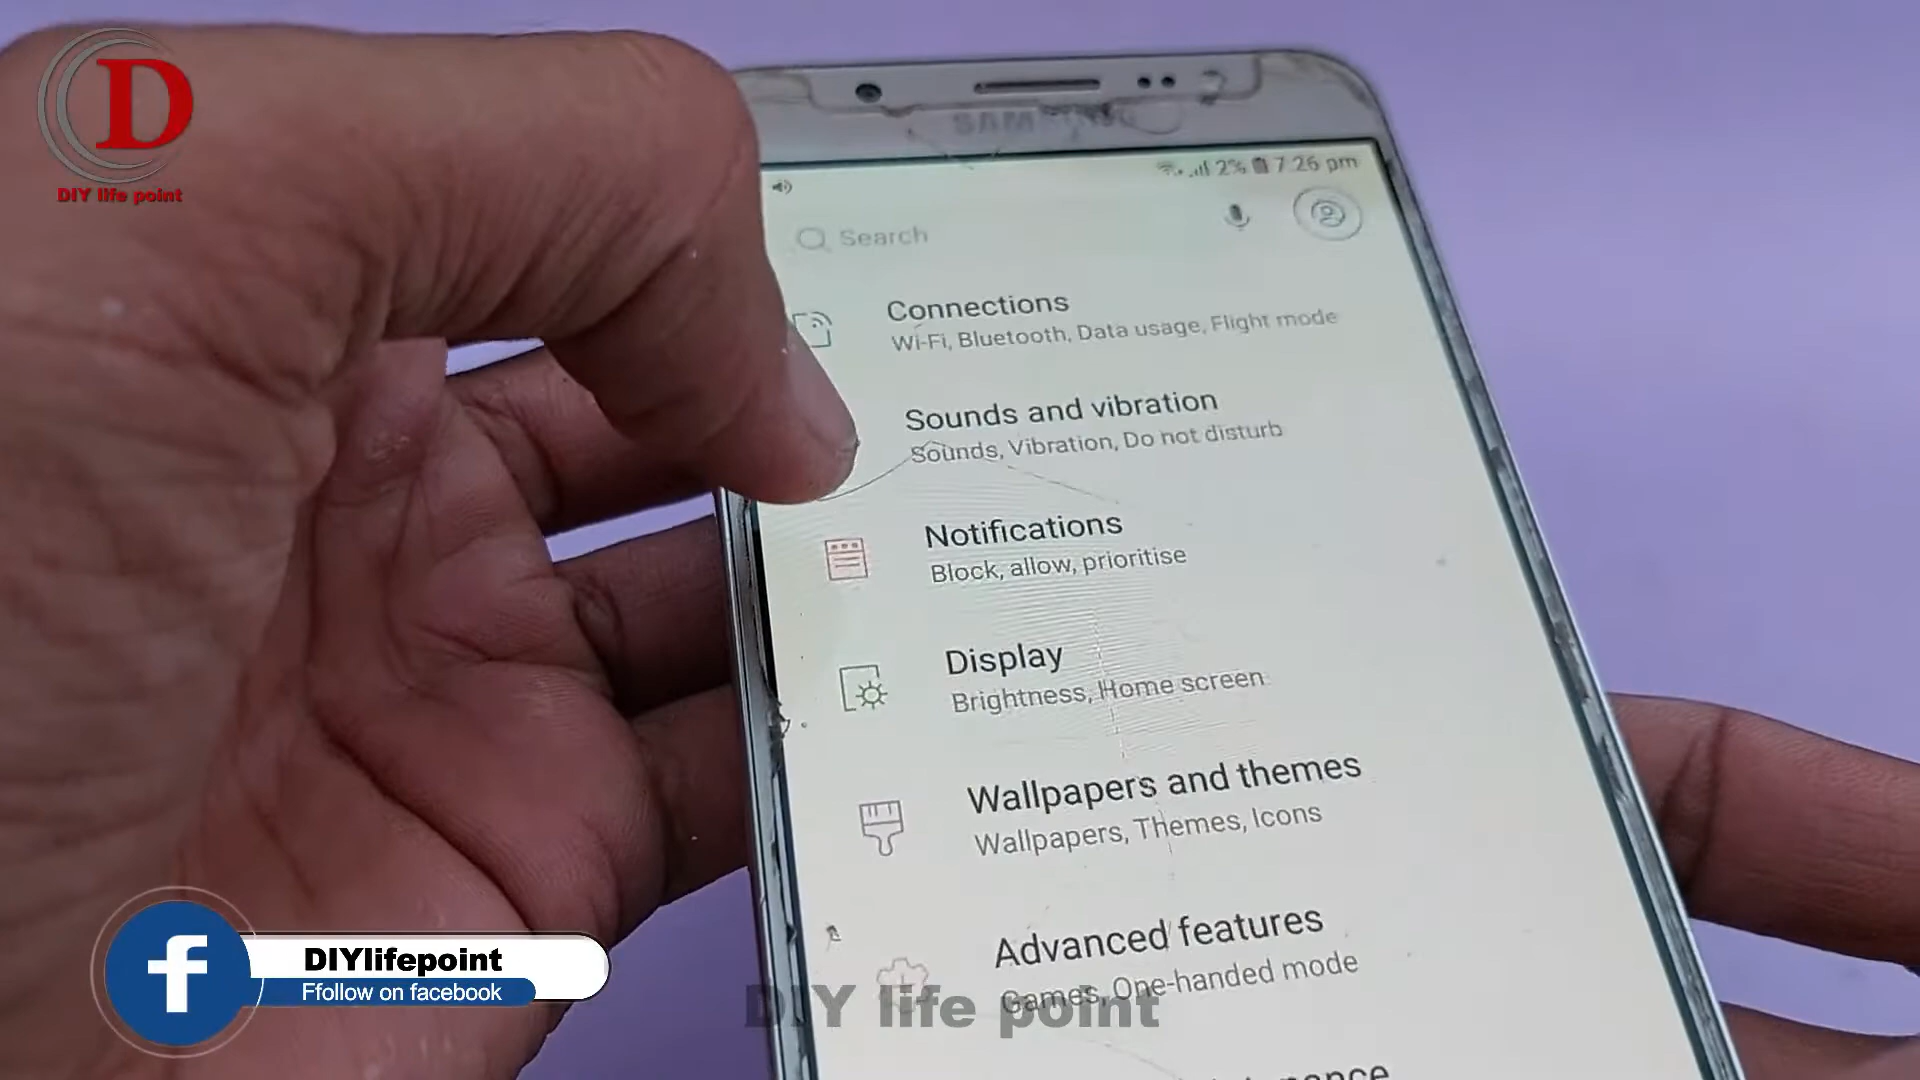 D
DIY life point
SAMSUNG
2% 7:26 pm
Search
Connections
Wi-Fi, Bluetooth, Data usage, Flight mode
Sounds and vibration
Sounds, Vibration, Do not disturb
Notifications
Block, allow, prioritise
Display
Brightness, Home screen
Wallpapers and themes
Wallpapers, Themes, Icons
Advanced features
Games, One-handed mode
f
DIYlifepoint
Ffollow on facebook
DIY life point